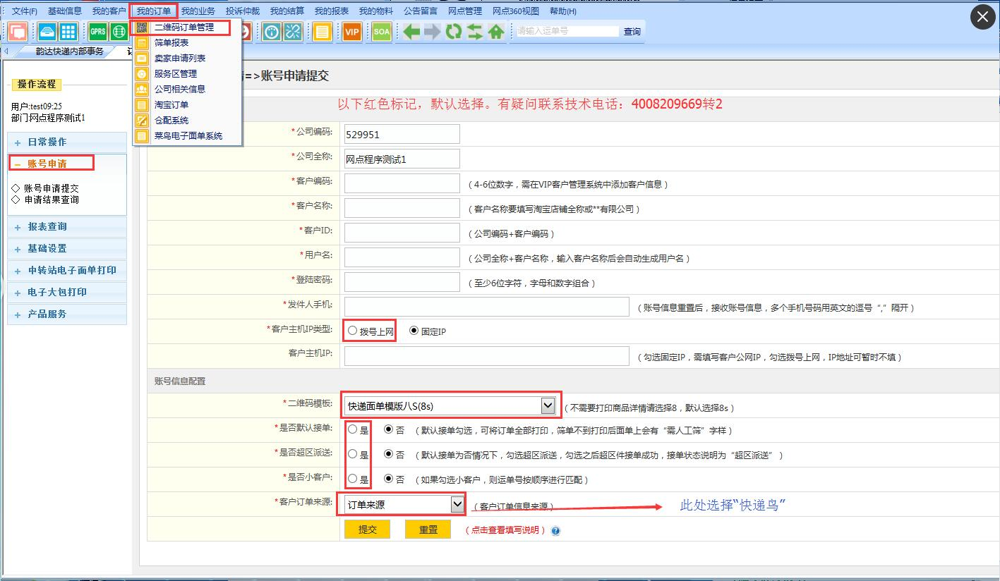 文件(F) 基础信息 我的客户 我的订单 我的业务 投诉仲裁 我的结算 我的报表 我的物料 公告留言 网点管理 网点360视图 帮助(H)
GPRS VIP SOA 请输入运单号 查询
韵达快递内部事务
二维码订单管理
筛单报表
卖家申请列表
服务区管理
公司相关信息
淘宝订单
仓配系统
菜鸟电子面单系统
=>账号申请提交
操作流程
用户:test09:25
部门:网点程序测试1
+ 日常操作
- 账号申请
◇ 账号申请提交
◇ 申请结果查询
+ 报表查询
+ 基础设置
+ 中转站电子面单打印
+ 电子大包打印
+ 产品服务
以下红色标记，默认选择。有疑问联系技术电话：4008209669转2
*公司编码: 529951
*公司全称: 网点程序测试1
*客户编码: （4-6位数字，需在VIP客户管理系统中添加客户信息）
*客户名称: （客户名称要填写淘宝店铺全称或**有限公司）
*客户ID: （公司编码+客户编码）
*用户名: （公司全称+客户名称，输入客户名称后会自动生成用户名）
*登陆密码: （至少6位字符，字母和数字组合）
*发件人手机: （账号信息重置后，接收账号信息，多个手机号码用英文的逗号“,”隔开）
*客户主机IP类型: 拨号上网 固定IP
客户主机IP: （勾选固定IP，需填写客户公网IP，勾选拨号上网，IP地址可暂时不填）
账号信息配置
*二维码模板: 快递面单模版八S(8s) （不需要打印商品详情请选择8，默认选择8s）
*是否默认接单: 是 否 （默认接单勾选，可将订单全部打印，筛单不到打印后面单上会有“需人工筛”字样）
*是否超区派送: 是 否 （默认接单为否情况下，勾选超区派送，勾选之后超区件接单成功，接单状态说明为“超区派送”）
*是否小客户: 是 否 （如果勾选小客户，则运单号按顺序进行匹配）
*客户订单来源: 订单来源 （客户订单信息来源） 此处选择“快递鸟”
提交 重置 （点击查看填写说明） ?